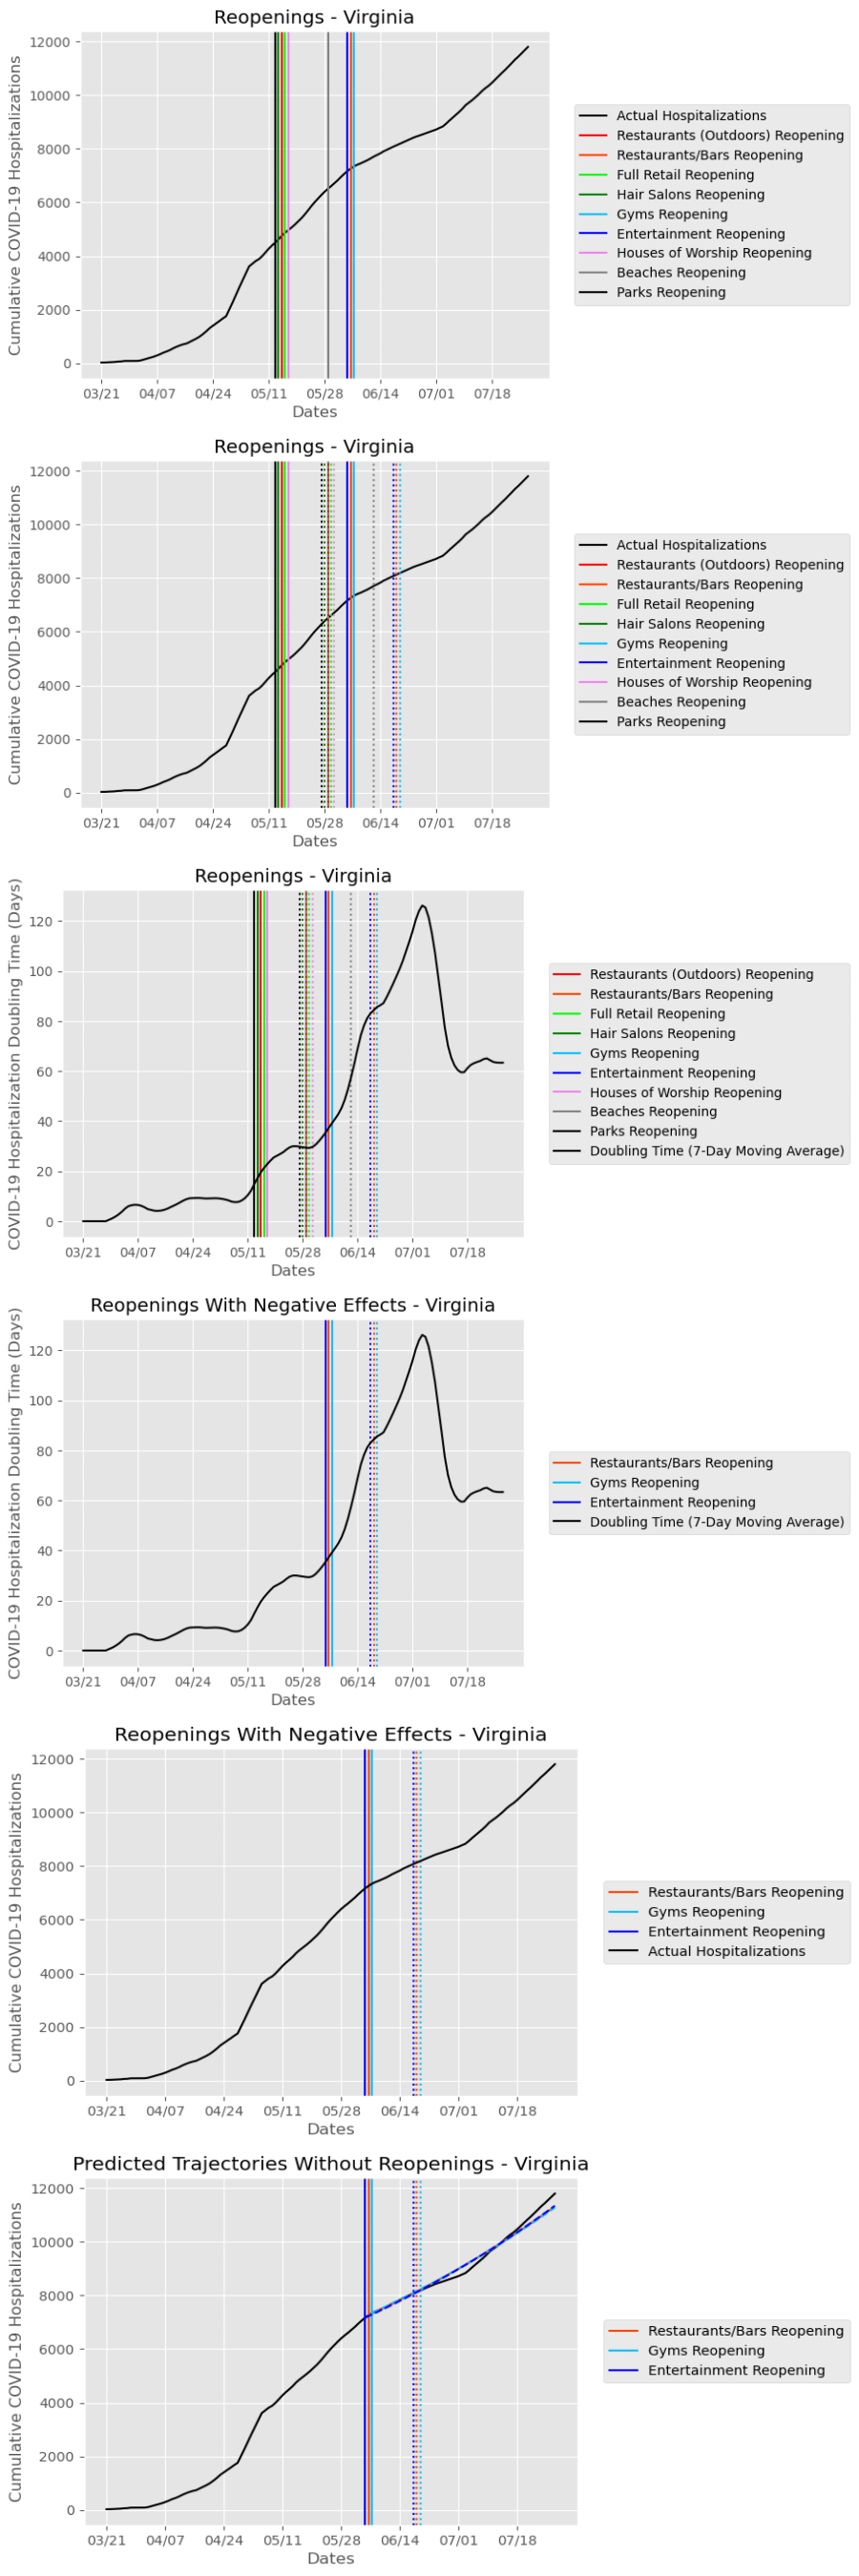 Reopenings - Virginia
Cumulative COVID-19 Hospitalizations
12000
10000
8000
6000
4000
2000
0
03/21 04/07 04/24 05/11 05/28 06/14 07/01 07/18
Dates
Actual Hospitalizations
Restaurants (Outdoors) Reopening
Restaurants/Bars Reopening
Full Retail Reopening
Hair Salons Reopening
Gyms Reopening
Entertainment Reopening
Houses of Worship Reopening
Beaches Reopening
Parks Reopening
Reopenings - Virginia
Cumulative COVID-19 Hospitalizations
12000
10000
8000
6000
4000
2000
0
03/21 04/07 04/24 05/11 05/28 06/14 07/01 07/18
Dates
Actual Hospitalizations
Restaurants (Outdoors) Reopening
Restaurants/Bars Reopening
Full Retail Reopening
Hair Salons Reopening
Gyms Reopening
Entertainment Reopening
Houses of Worship Reopening
Beaches Reopening
Parks Reopening
Reopenings - Virginia
COVID-19 Hospitalization Doubling Time (Days)
120
100
80
60
40
20
0
03/21 04/07 04/24 05/11 05/28 06/14 07/01 07/18
Dates
Restaurants (Outdoors) Reopening
Restaurants/Bars Reopening
Full Retail Reopening
Hair Salons Reopening
Gyms Reopening
Entertainment Reopening
Houses of Worship Reopening
Beaches Reopening
Parks Reopening
Doubling Time (7-Day Moving Average)
Reopenings With Negative Effects - Virginia
COVID-19 Hospitalization Doubling Time (Days)
120
100
80
60
40
20
0
03/21 04/07 04/24 05/11 05/28 06/14 07/01 07/18
Dates
Restaurants/Bars Reopening
Gyms Reopening
Entertainment Reopening
Doubling Time (7-Day Moving Average)
Reopenings With Negative Effects - Virginia
Cumulative COVID-19 Hospitalizations
12000
10000
8000
6000
4000
2000
0
03/21 04/07 04/24 05/11 05/28 06/14 07/01 07/18
Dates
Restaurants/Bars Reopening
Gyms Reopening
Entertainment Reopening
Actual Hospitalizations
Predicted Trajectories Without Reopenings - Virginia
Cumulative COVID-19 Hospitalizations
12000
10000
8000
6000
4000
2000
0
03/21 04/07 04/24 05/11 05/28 06/14 07/01 07/18
Dates
Restaurants/Bars Reopening
Gyms Reopening
Entertainment Reopening